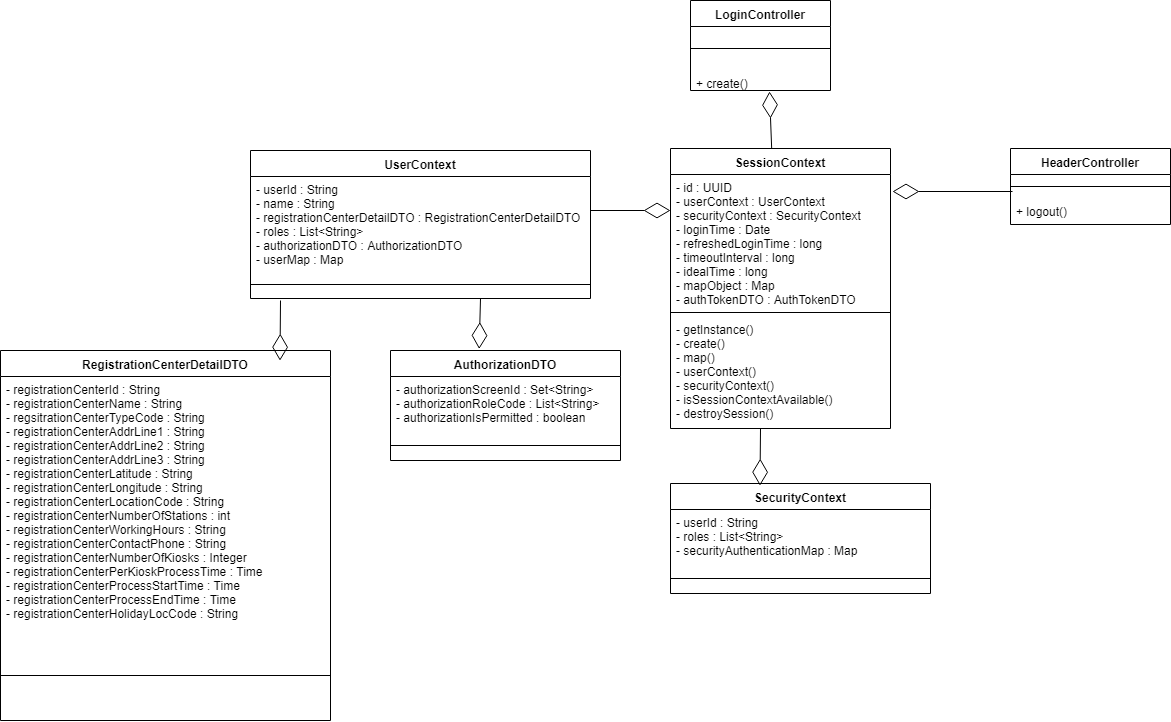 LoginController
+ create()
UserContext
- userId : String
- name : String
- registrationCenterDetailDTO : RegistrationCenterDetailDTO
- roles : List<String>
- authorizationDTO : AuthorizationDTO
- userMap : Map
SessionContext
- id : UUID
- userContext : UserContext
- securityContext : SecurityContext
- loginTime : Date
- refreshedLoginTime : long
- timeoutInterval : long
- idealTime : long
- mapObject : Map
- authTokenDTO : AuthTokenDTO
- getInstance()
- create()
- map()
- userContext()
- securityContext()
- isSessionContextAvailable()
- destroySession()
HeaderController
+ logout()
RegistrationCenterDetailDTO
- registrationCenterId : String
- registrationCenterName : String
- regsitrationCenterTypeCode : String
- registrationCenterAddrLine1 : String
- registrationCenterAddrLine2 : String
- registrationCenterAddrLine3 : String
- registrationCenterLatitude : String
- registrationCenterLongitude : String
- registrationCenterLocationCode : String
- registrationCenterNumberOfStations : int
- registrationCenterWorkingHours : String
- registrationCenterContactPhone : String
- registrationCenterNumberOfKiosks : Integer
- registrationCenterPerKioskProcessTime : Time
- registrationCenterProcessStartTime : Time
- registrationCenterProcessEndTime : Time
- registrationCenterHolidayLocCode : String
AuthorizationDTO
- authorizationScreenId : Set<String>
- authorizationRoleCode : List<String>
- authorizationIsPermitted : boolean
SecurityContext
- userId : String
- roles : List<String>
- securityAuthenticationMap : Map